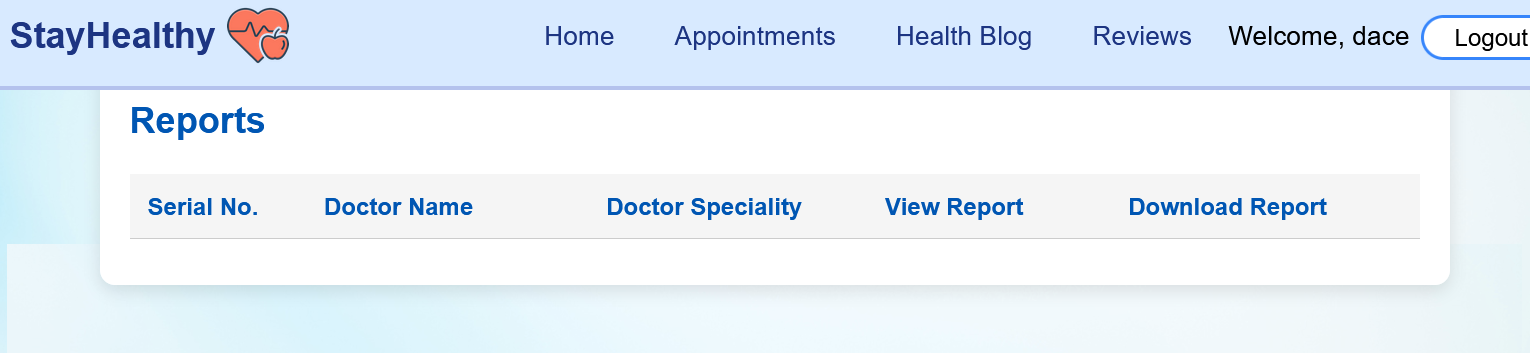 StayHealthy Home Appointments Health Blog Reviews Welcome, dace Logout
Reports
Serial No. Doctor Name Doctor Speciality View Report Download Report